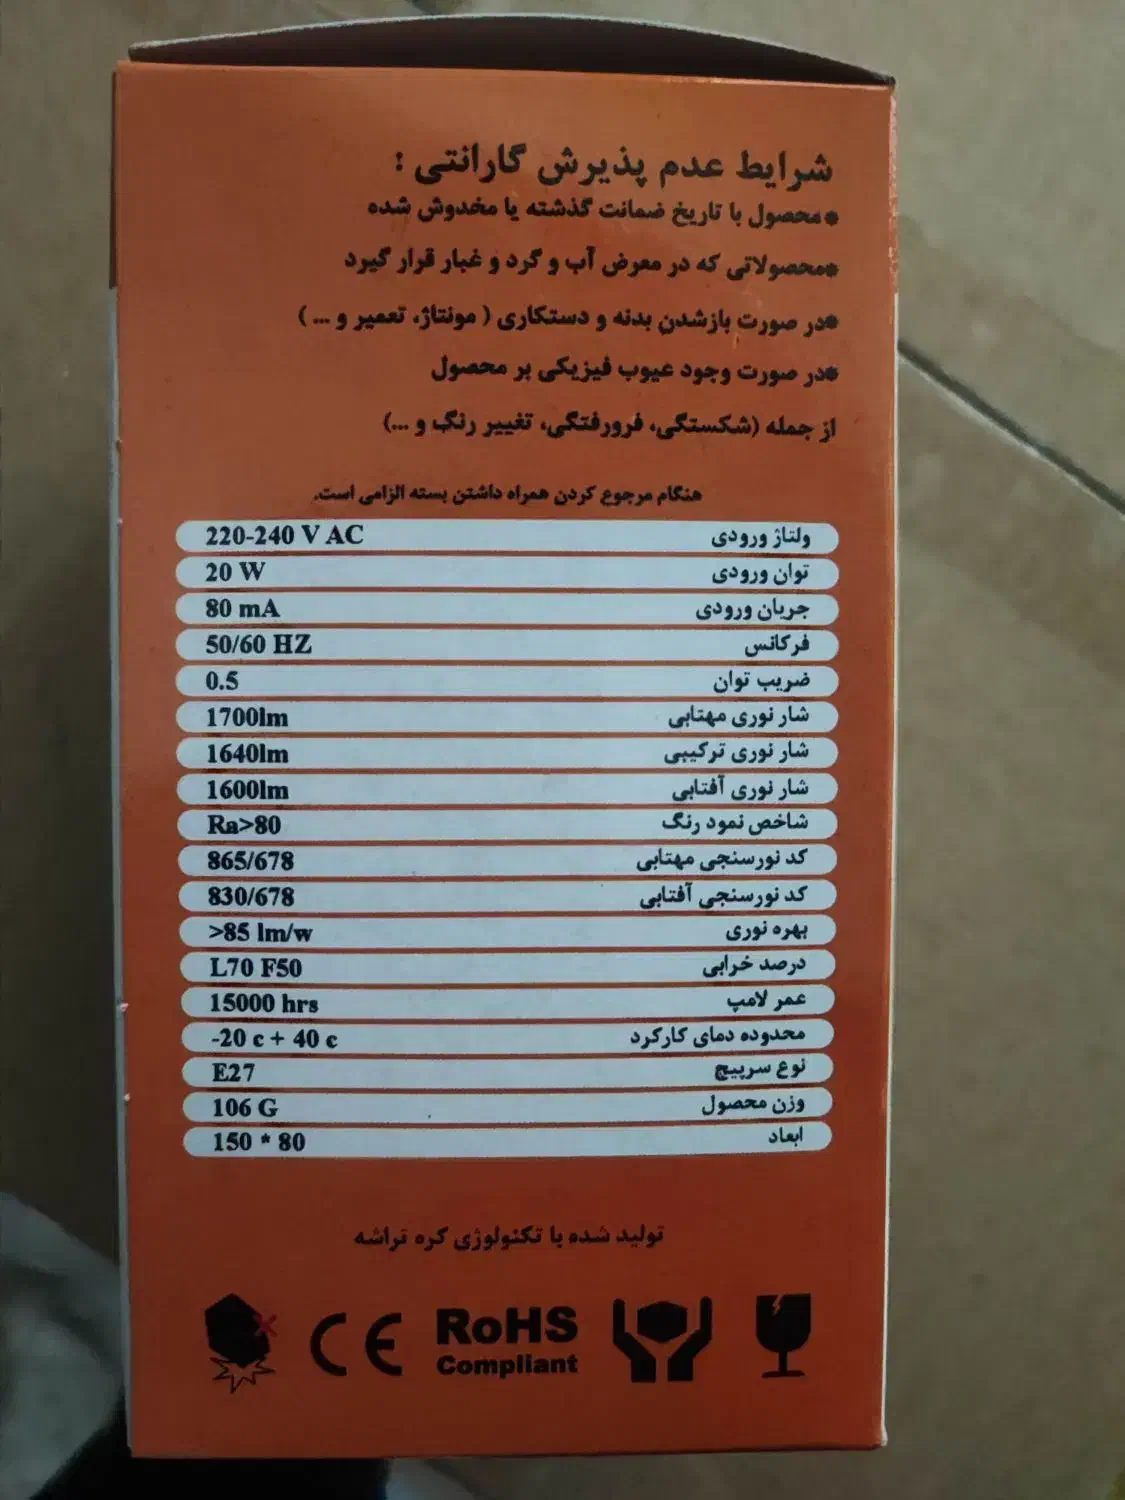 شرایط عدم پذیرش گارانتی :
*محصول با تاریخ ضمانت گذشته یا مخدوش شده
*محصولاتی که در معرض آب و گرد و غبار قرار گیرد
*در صورت بازشدن بدنه و دستکاری ( مونتاژ، تعمیر و ... )
*در صورت وجود عیوب فیزیکی بر محصول
از جمله (شکستگی، فرورفتگی، تغییر رنگ و ...)
هنگام مرجوع کردن همراه داشتن بسته الزامی است.
ولتاژ ورودی 220-240 V AC
توان ورودی 20 W
جریان ورودی 80 mA
فرکانس 50/60 HZ
ضریب توان 0.5
شار نوری مهتابی 1700lm
شار نوری ترکیبی 1640lm
شار نوری آفتابی 1600lm
شاخص نمود رنگ Ra>80
کد نورسنجی مهتابی 865/678
کد نورسنجی آفتابی 830/678
بهره نوری >85 lm/w
درصد خرابی L70 F50
عمر لامپ 15000 hrs
محدوده دمای کارکرد -20 c + 40 c
نوع سرپیچ E27
وزن محصول 106 G
ابعاد 150 * 80
تولید شده با تکنولوژی کره تراشه
CE RoHS
Compliant